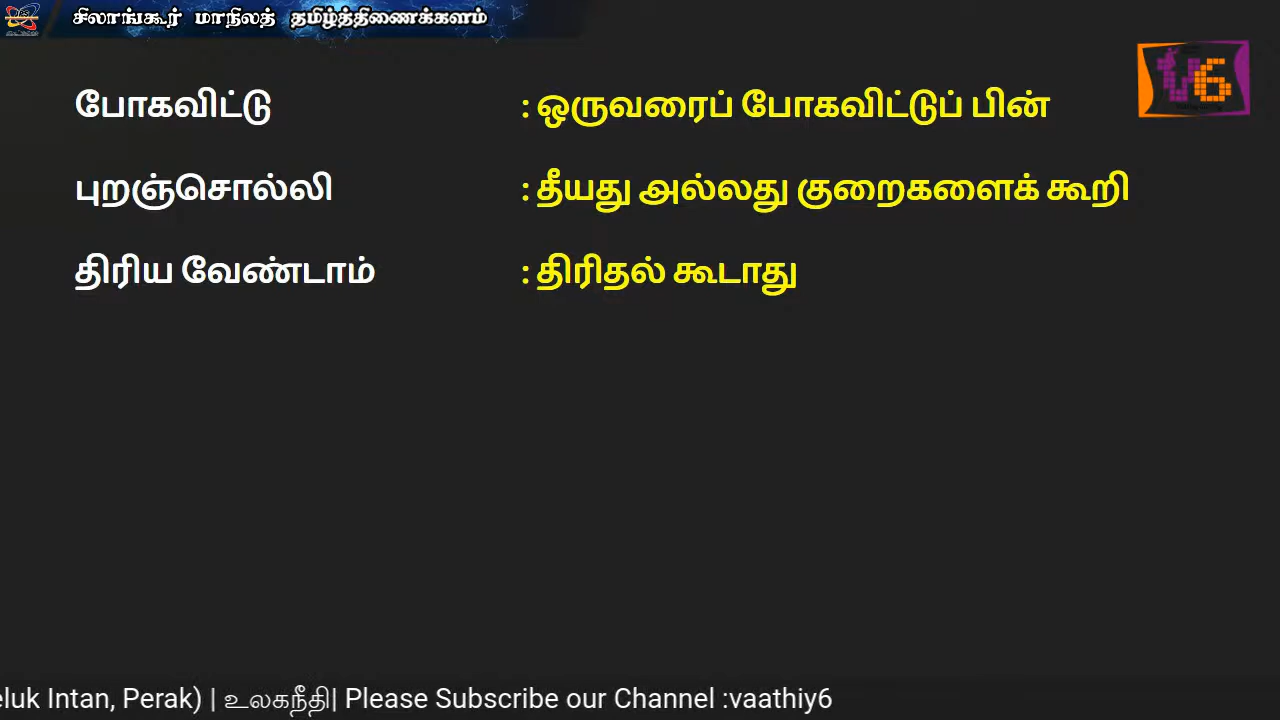 சிலாங்கூர் மாநிலத் தமிழ்த்திணைக்களம்
போகவிட்டு : ஒருவரைப் போகவிட்டுப் பின்
புறஞ்சொல்லி : தீயது அல்லது குறைகளைக் கூறி
திரிய வேண்டாம் : திரிதல் கூடாது
eluk Intan, Perak) | உலகநீதி| Please Subscribe our Channel :vaathiy6